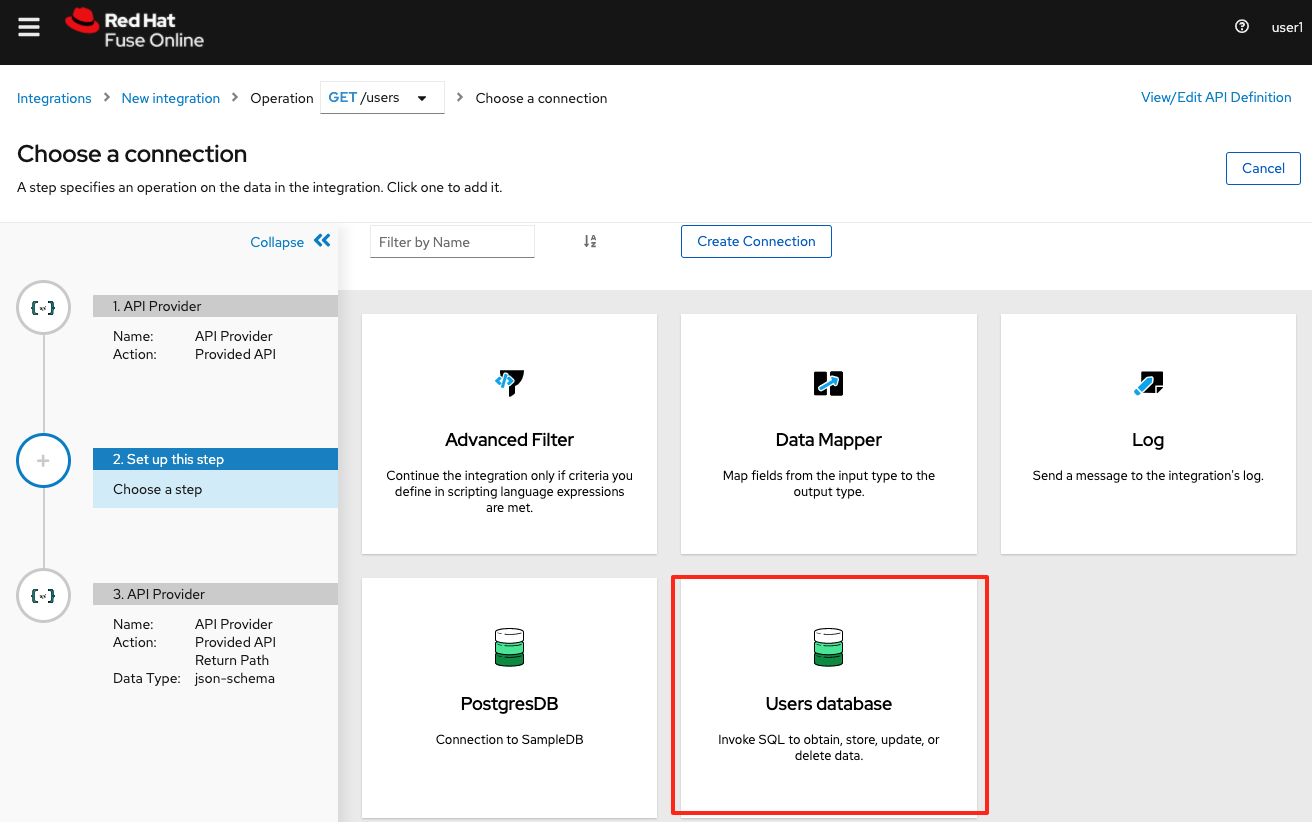 Red Hat
Fuse Online
user1
Integrations > New integration > Operation GET /users > Choose a connection
View/Edit API Definition
Choose a connection
A step specifies an operation on the data in the integration. Click one to add it.
Cancel
Collapse
1. API Provider
Name: API Provider
Action: Provided API
2. Set up this step
Choose a step
3. API Provider
Name: API Provider
Action: Provided API
Return Path
Data Type: json-schema
Filter by Name
Create Connection
Advanced Filter
Continue the integration only if criteria you
define in scripting language expressions
are met.
Data Mapper
Map fields from the input type to the
output type.
Log
Send a message to the integration's log.
PostgresDB
Connection to SampleDB
Users database
Invoke SQL to obtain, store, update, or
delete data.